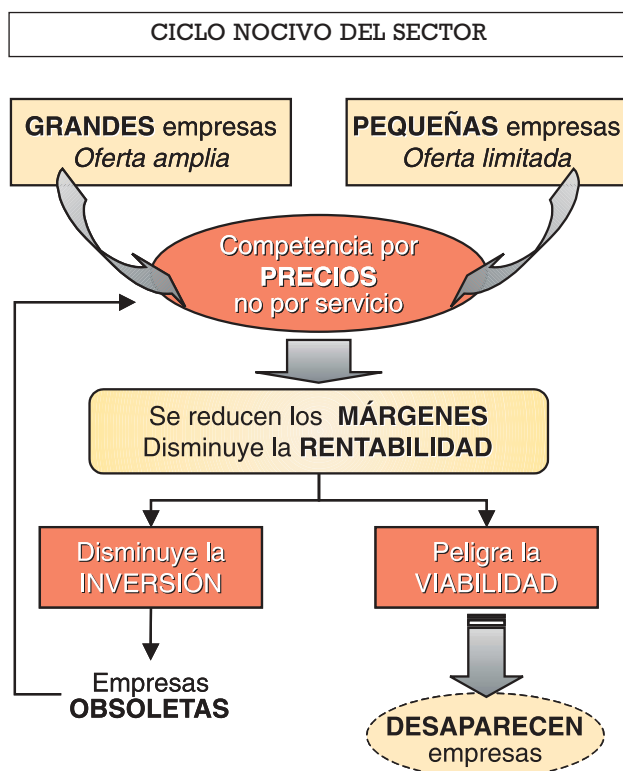 CICLO NOCIVO DEL SECTOR
GRANDES empresas
Oferta amplia
PEQUEÑAS empresas
Oferta limitada
Competencia por
PRECIOS
no por servicio
Se reducen los MÁRGENES
Disminuye la RENTABILIDAD
Disminuye la
INVERSIÓN
Peligra la
VIABILIDAD
Empresas
OBSOLETAS
DESAPARECEN
empresas